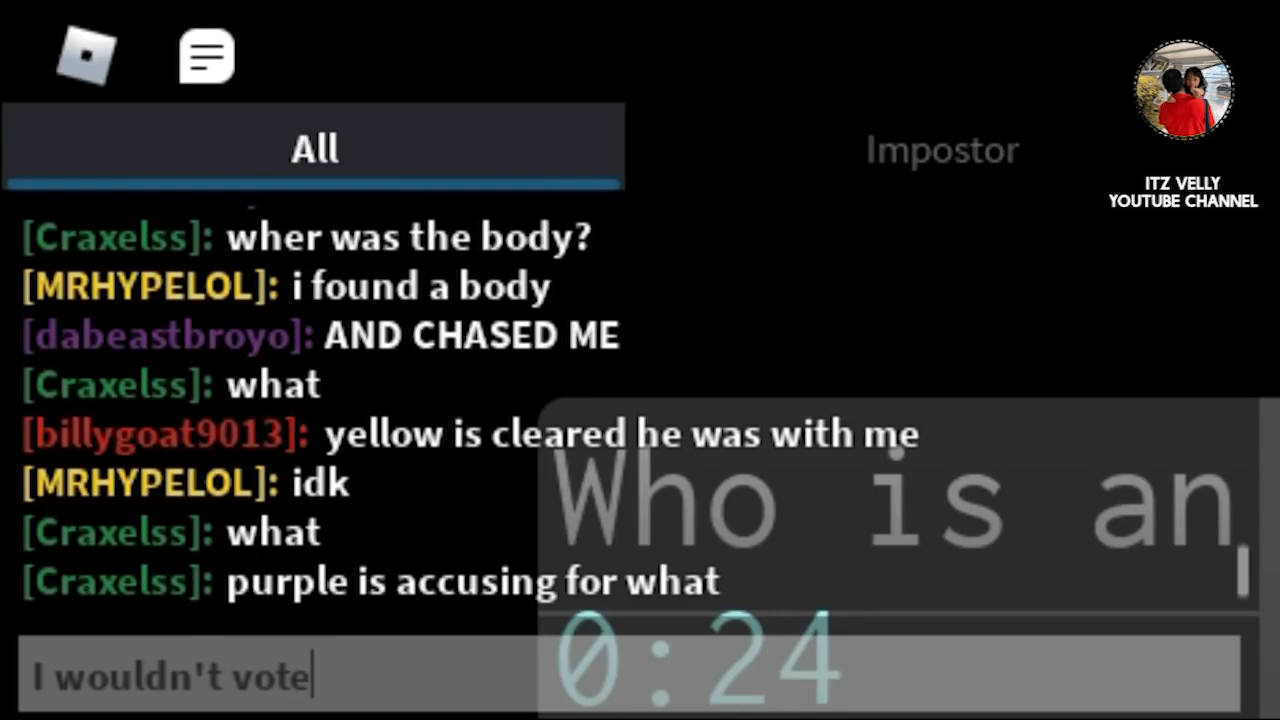 All
Impostor
ITZ VELLY
YOUTUBE CHANNEL
[Craxelss]: wher was the body?
[MRHYPELOL]: i found a body
[dabeastbroyo]: AND CHASED ME
[Craxelss]: what
[billygoat9013]: yellow is cleared he was with me
[MRHYPELOL]: idk
[Craxelss]: what
[Craxelss]: purple is accusing for what
Who is an
0:24
I wouldn't vote